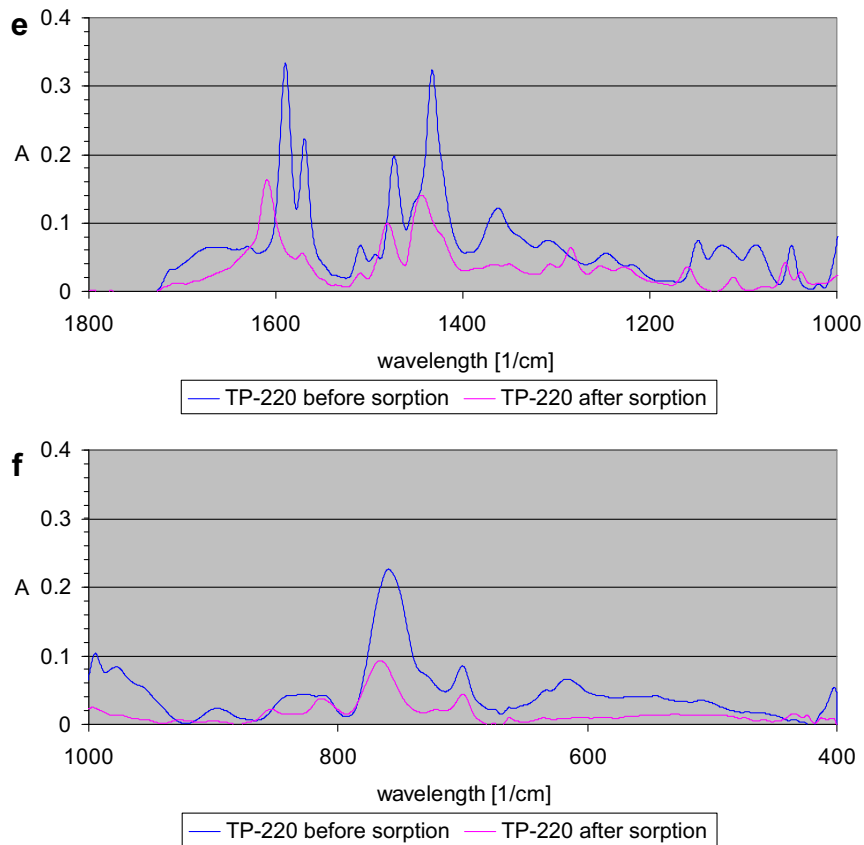 e
0.4
0.3
A
0.2
0.1
0
1800 1600 1400 1200 1000
wavelength [1/cm]
TP-220 before sorption TP-220 after sorption
f
0.4
0.3
A
0.2
0.1
0
1000 800 600 400
wavelength [1/cm]
TP-220 before sorption TP-220 after sorption